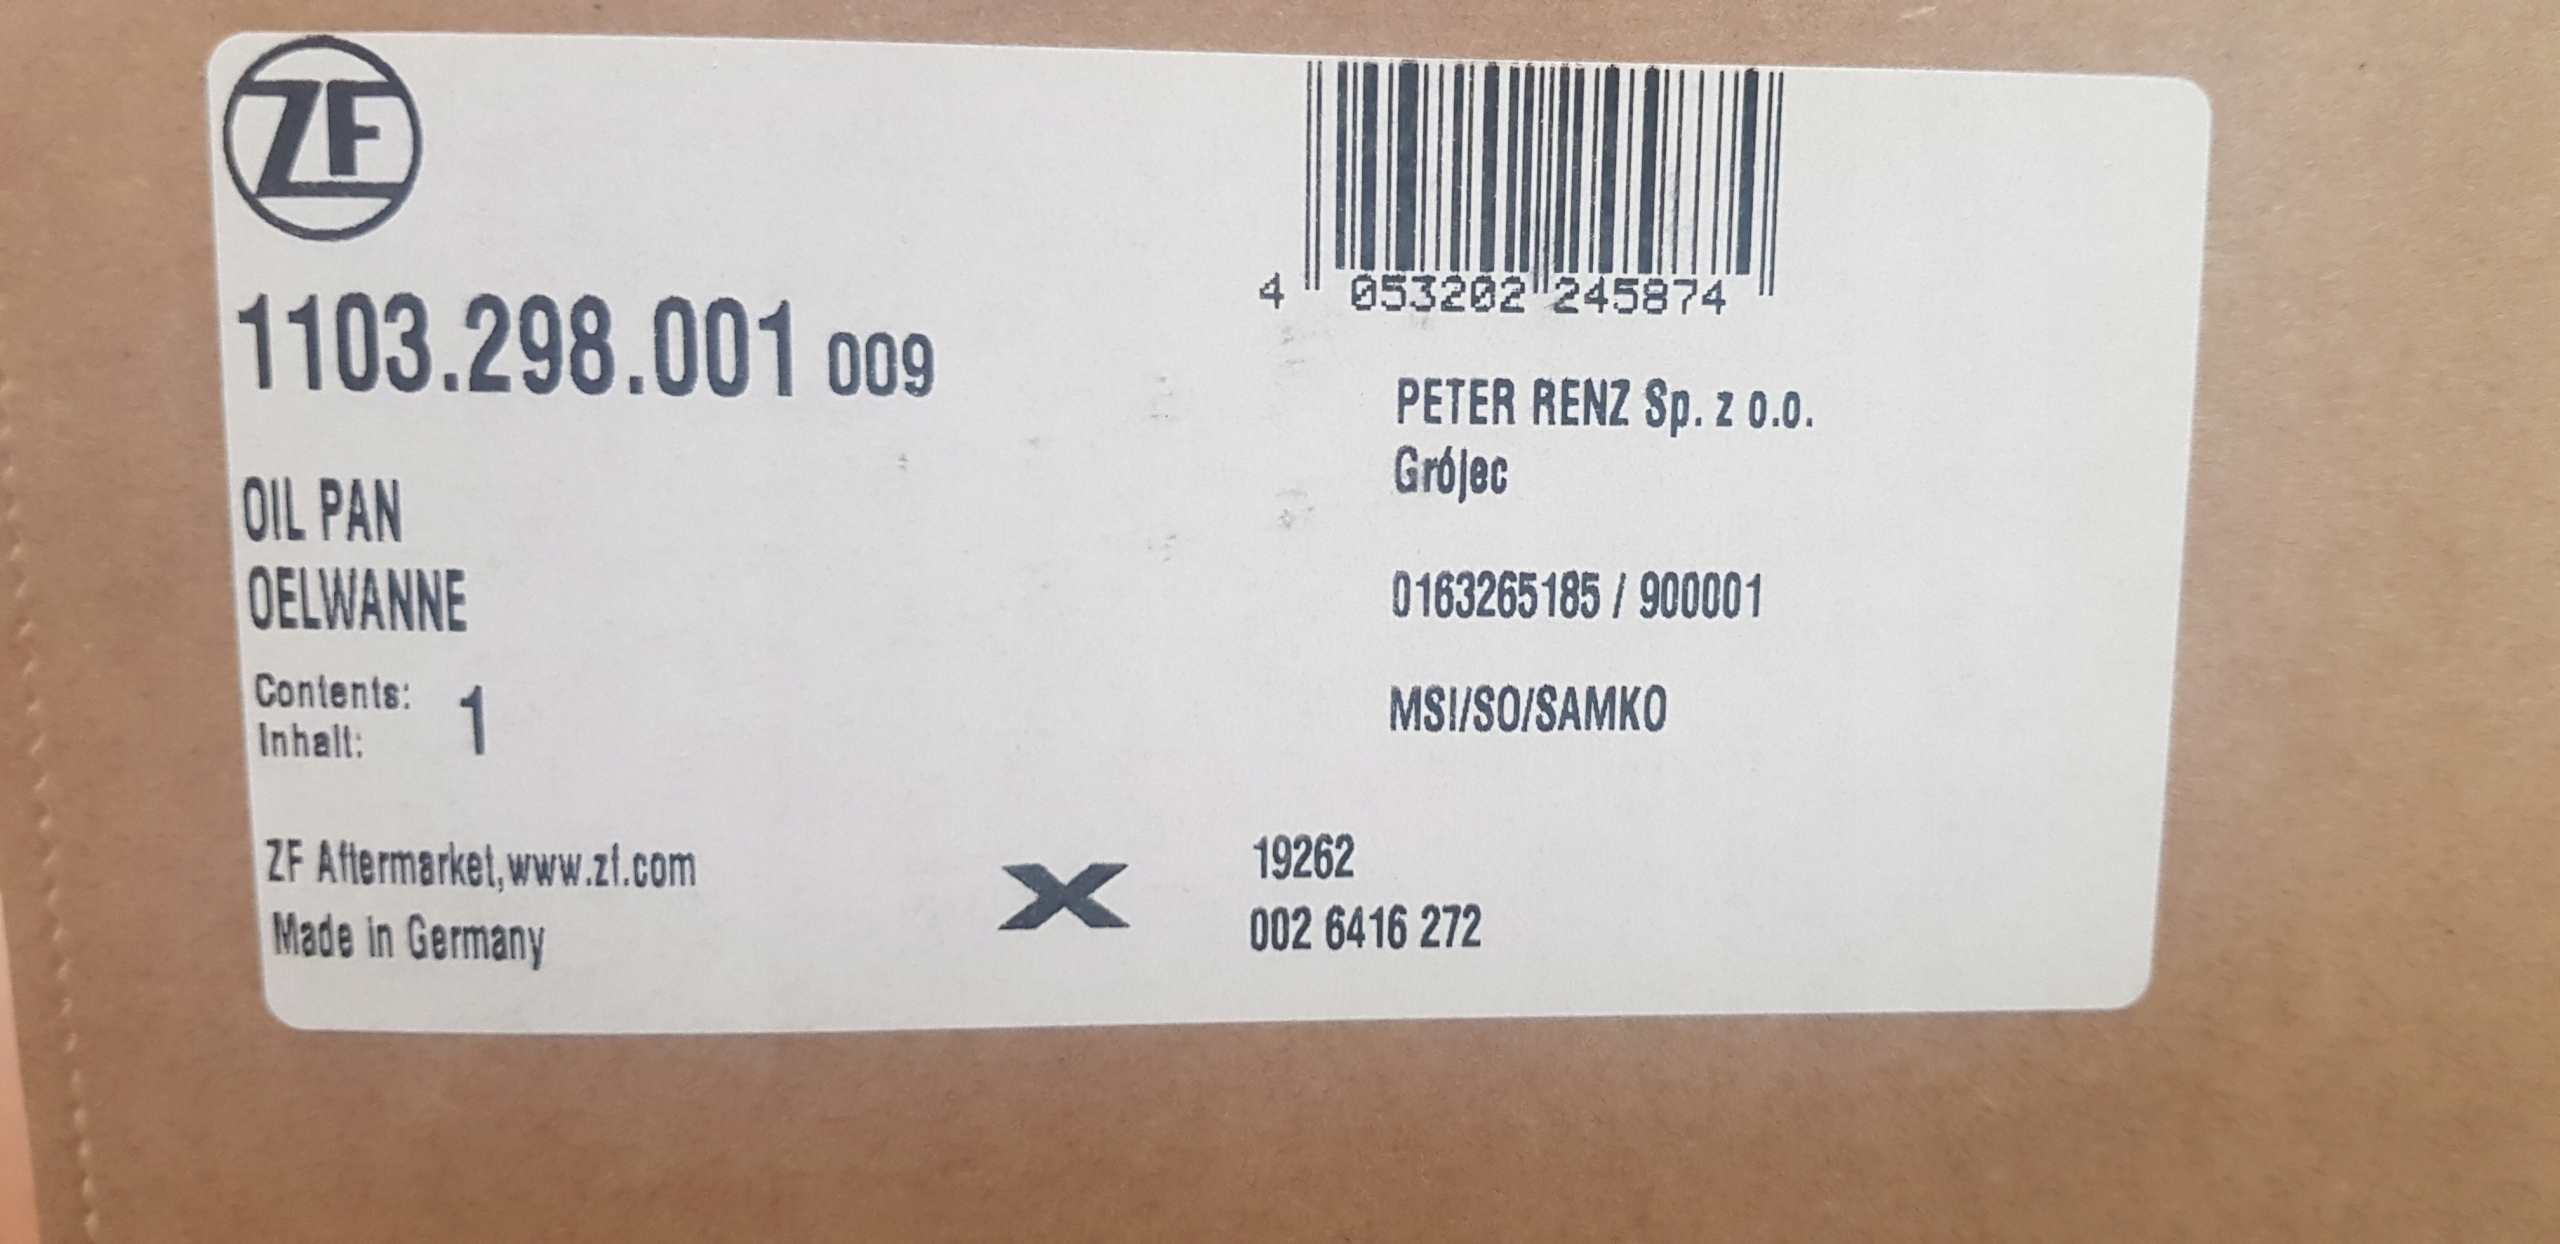 ZF
1103.298.001 009
OIL PAN
OELWANNE
Contents: 1
Inhalt:
ZF Aftermarket,www.zf.com
Made in Germany
4 053202 245874
PETER RENZ Sp. z o.o.
Grójec
0163265185 / 900001
MSI/SO/SAMKO
X
19262
002 6416 272